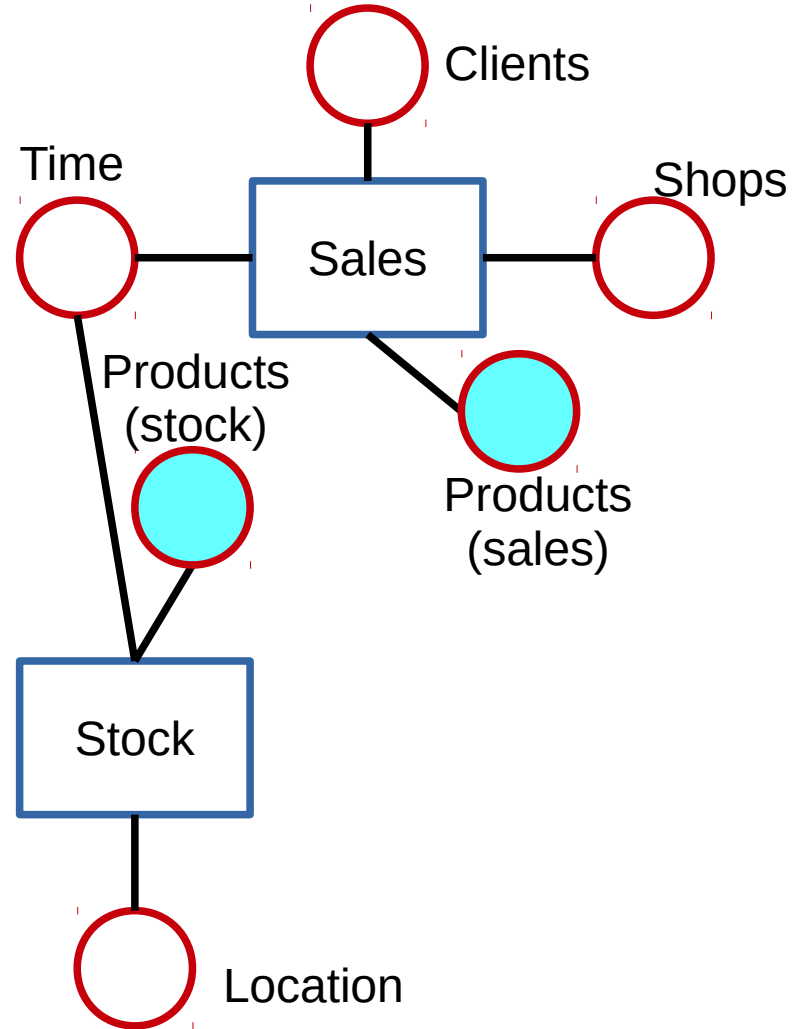 Clients
Time
Shops
Sales
Products
(stock)
Products
(sales)
Stock
Location